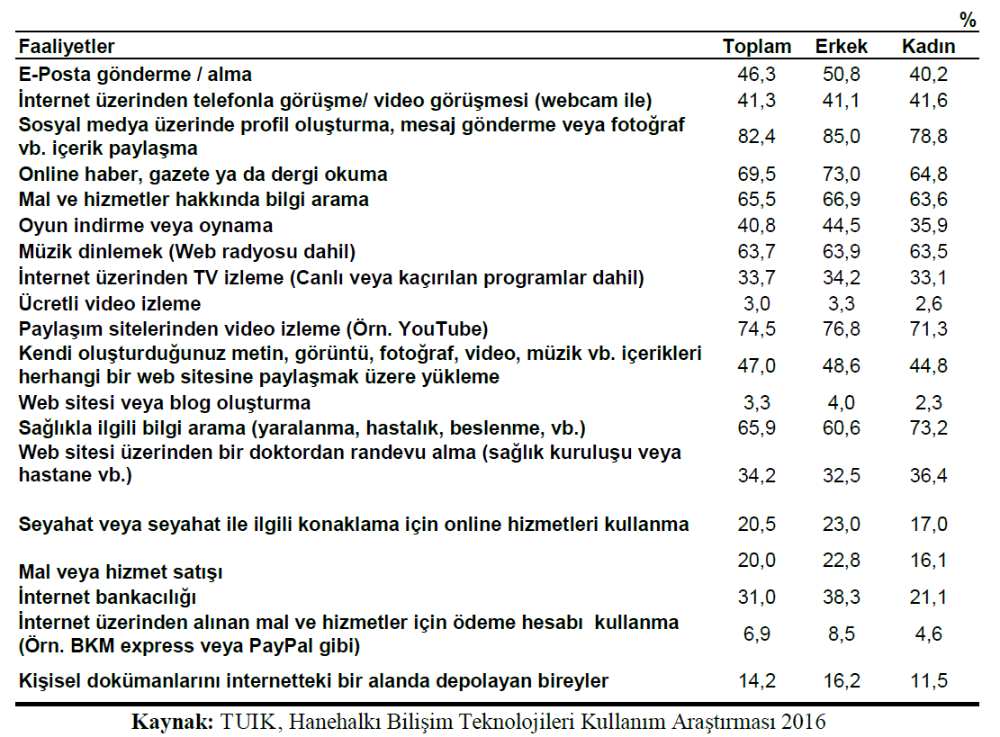 %
Faaliyetler Toplam Erkek Kadın
E-Posta gönderme / alma 46,3 50,8 40,2
İnternet üzerinden telefonla görüşme/ video görüşmesi (webcam ile) 41,3 41,1 41,6
Sosyal medya üzerinde profil oluşturma, mesaj gönderme veya fotoğraf
vb. içerik paylaşma 82,4 85,0 78,8
Online haber, gazete ya da dergi okuma 69,5 73,0 64,8
Mal ve hizmetler hakkında bilgi arama 65,5 66,9 63,6
Oyun indirme veya oynama 40,8 44,5 35,9
Müzik dinlemek (Web radyosu dahil) 63,7 63,9 63,5
İnternet üzerinden TV izleme (Canlı veya kaçırılan programlar dahil) 33,7 34,2 33,1
Ücretli video izleme 3,0 3,3 2,6
Paylaşım sitelerinden video izleme (Örn. YouTube) 74,5 76,8 71,3
Kendi oluşturduğunuz metin, görüntü, fotoğraf, video, müzik vb. içerikleri
herhangi bir web sitesine paylaşmak üzere yükleme 47,0 48,6 44,8
Web sitesi veya blog oluşturma 3,3 4,0 2,3
Sağlıkla ilgili bilgi arama (yaralanma, hastalık, beslenme, vb.) 65,9 60,6 73,2
Web sitesi üzerinden bir doktordan randevu alma (sağlık kuruluşu veya
hastane vb.) 34,2 32,5 36,4
Seyahat veya seyahat ile ilgili konaklama için online hizmetleri kullanma 20,5 23,0 17,0
Mal veya hizmet satışı 20,0 22,8 16,1
İnternet bankacılığı 31,0 38,3 21,1
İnternet üzerinden alınan mal ve hizmetler için ödeme hesabı kullanma
(Örn. BKM express veya PayPal gibi) 6,9 8,5 4,6
Kişisel dokümanlarını internetteki bir alanda depolayan bireyler 14,2 16,2 11,5
Kaynak: TUIK, Hanehalkı Bilişim Teknolojileri Kullanım Araştırması 2016